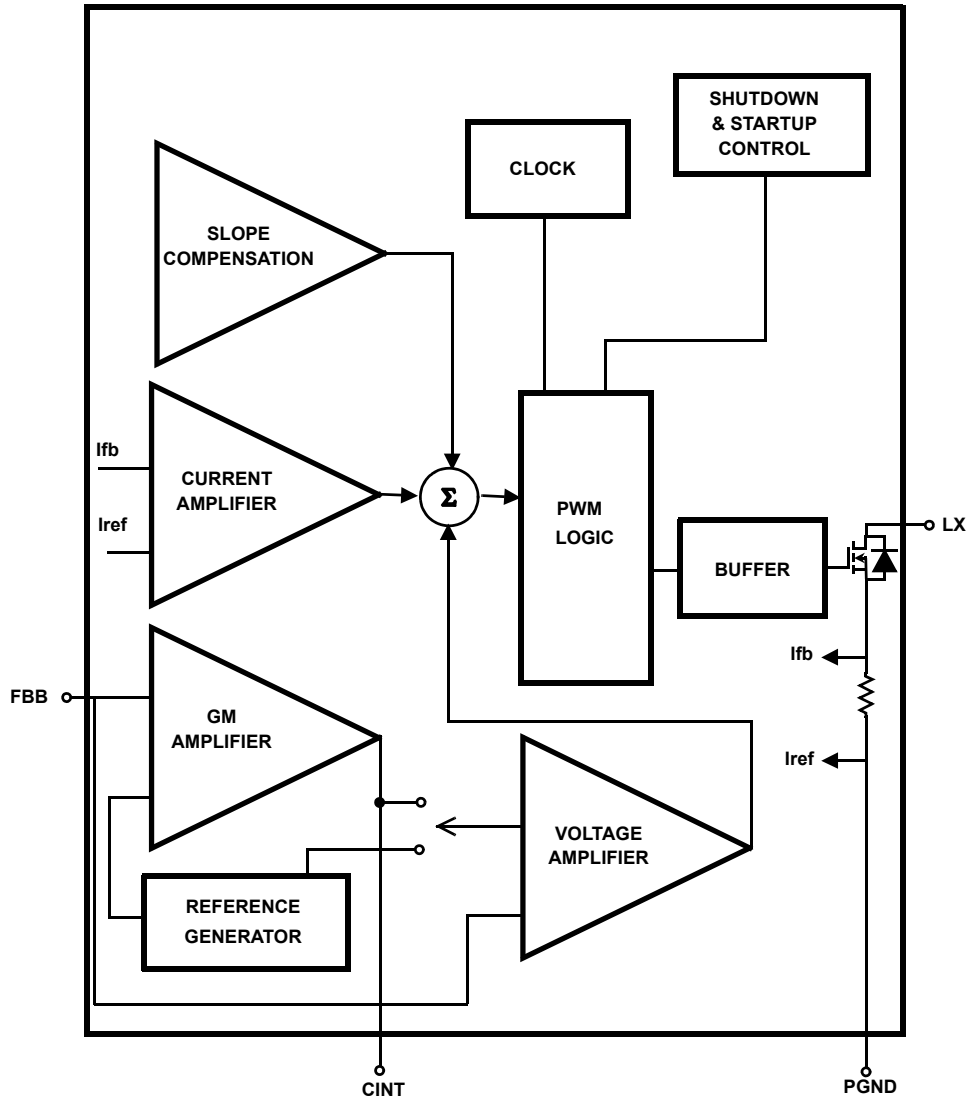 SHUTDOWN
& STARTUP
CONTROL
CLOCK
SLOPE
COMPENSATION
Ifb
CURRENT
AMPLIFIER
Iref
Σ
PWM
LOGIC
BUFFER
LX
Ifb
Iref
FBB
GM
AMPLIFIER
VOLTAGE
AMPLIFIER
REFERENCE
GENERATOR
CINT
PGND